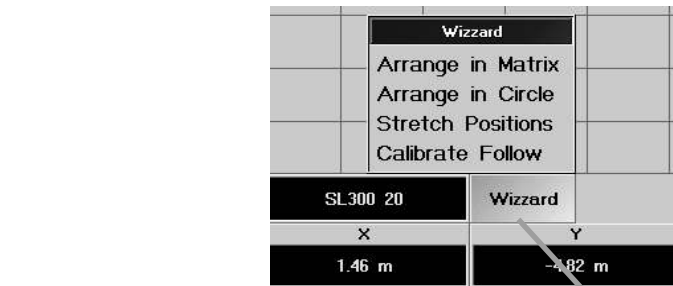 Wizzard
Arrange in Matrix
Arrange in Circle
Stretch Positions
Calibrate Follow
SL300 20 Wizzard
X Y
1.46 m -4.82 m